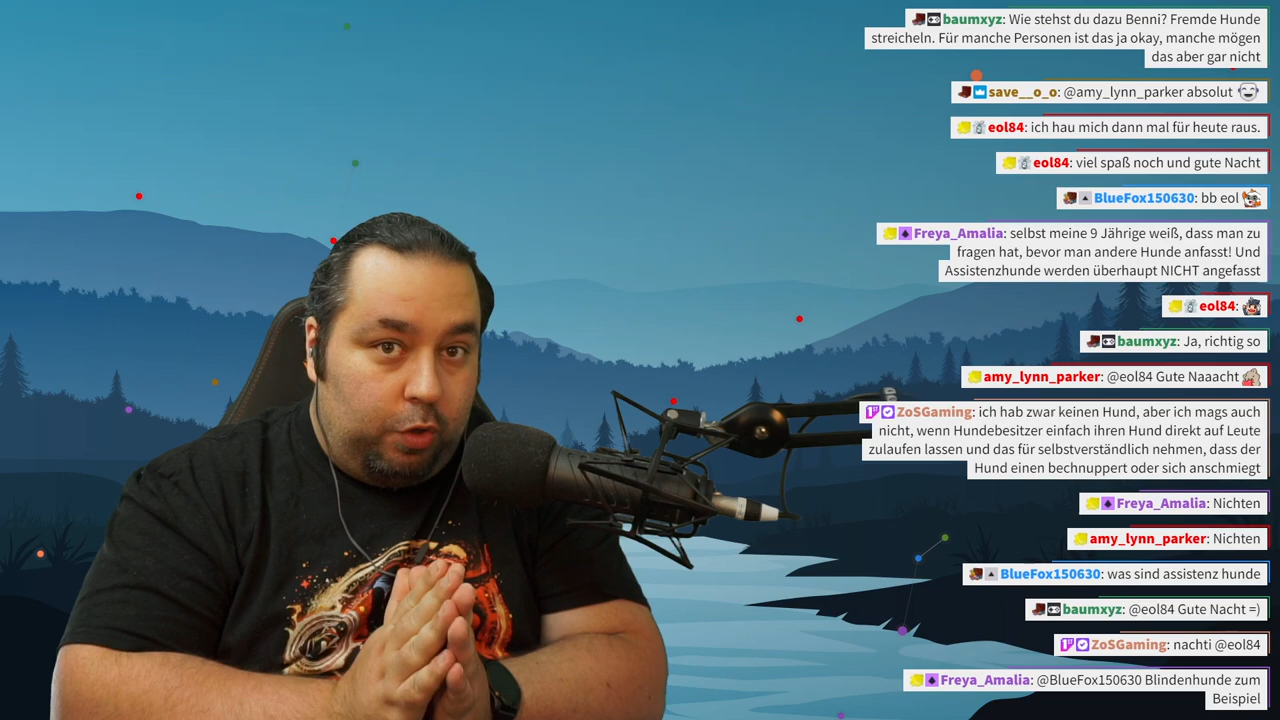 baumxyz: Wie stehst du dazu Benni? Fremde Hunde
streicheln. Für manche Personen ist das ja okay, manche mögen
das aber gar nicht
save__o_o: @amy_lynn_parker absolut
eol84: ich hau mich dann mal für heute raus.
eol84: viel spaß noch und gute Nacht
BlueFox150630: bb eol
Freya_Amalia: selbst meine 9 Jährige weiß, dass man zu
fragen hat, bevor man andere Hunde anfasst! Und
Assistenzhunde werden überhaupt NICHT angefasst
eol84:
baumxyz: Ja, richtig so
amy_lynn_parker: @eol84 Gute Naaacht
ZoSGaming: ich hab zwar keinen Hund, aber ich mags auch
nicht, wenn Hundebesitzer einfach ihren Hund direkt auf Leute
zulaufen lassen und das für selbstverständlich nehmen, dass der
Hund einen bechnuppert oder sich anschmiegt
Freya_Amalia: Nichten
amy_lynn_parker: Nichten
BlueFox150630: was sind assistenz hunde
baumxyz: @eol84 Gute Nacht =)
ZoSGaming: nachti @eol84
Freya_Amalia: @BlueFox150630 Blindenhunde zum
Beispiel